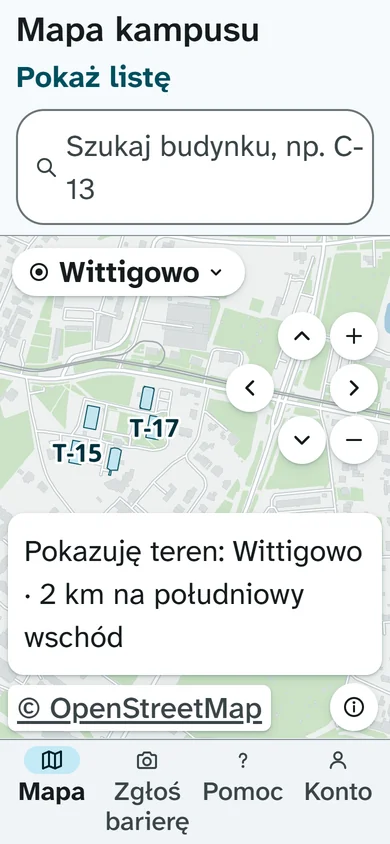 Mapa kampusu
Pokaż listę
Szukaj budynku, np. C-
13
Wittigowo
T-17
T-15
Pokazuję teren: Wittigowo
· 2 km na południowy
wschód
© OpenStreetMap
Mapa
Zgłoś
barierę
Pomoc
Konto